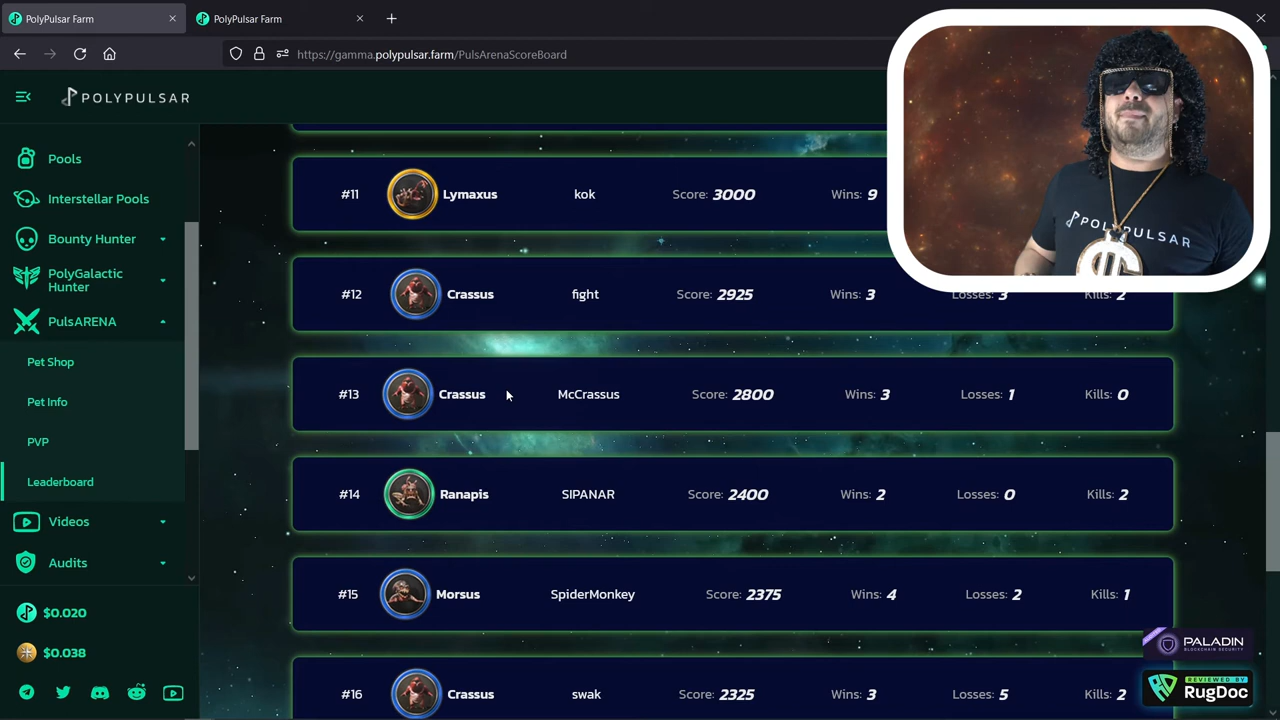 PolyPulsar Farm
PolyPulsar Farm
https://gamma.polypulsar.farm/PulsArenaScoreBoard
POLYPULSAR
Pools
Interstellar Pools
Bounty Hunter
PolyGalactic
Hunter
PulsARENA
Pet Shop
Pet Info
PVP
Leaderboard
Videos
Audits
$0.020
$0.038
#11 Lymaxus kok Score: 3000 Wins: 9
#12 Crassus fight Score: 2925 Wins: 3 Losses: 3 Kills: 2
#13 Crassus McCrassus Score: 2800 Wins: 3 Losses: 1 Kills: 0
#14 Ranapis SIPANAR Score: 2400 Wins: 2 Losses: 0 Kills: 2
#15 Morsus SpiderMonkey Score: 2375 Wins: 4 Losses: 2 Kills: 1
#16 Crassus swak Score: 2325 Wins: 3 Losses: 5 Kills: 2
POLYPULSAR
PALADIN
BLOCKCHAIN SECURITY
REVIEWED BY
RugDoc